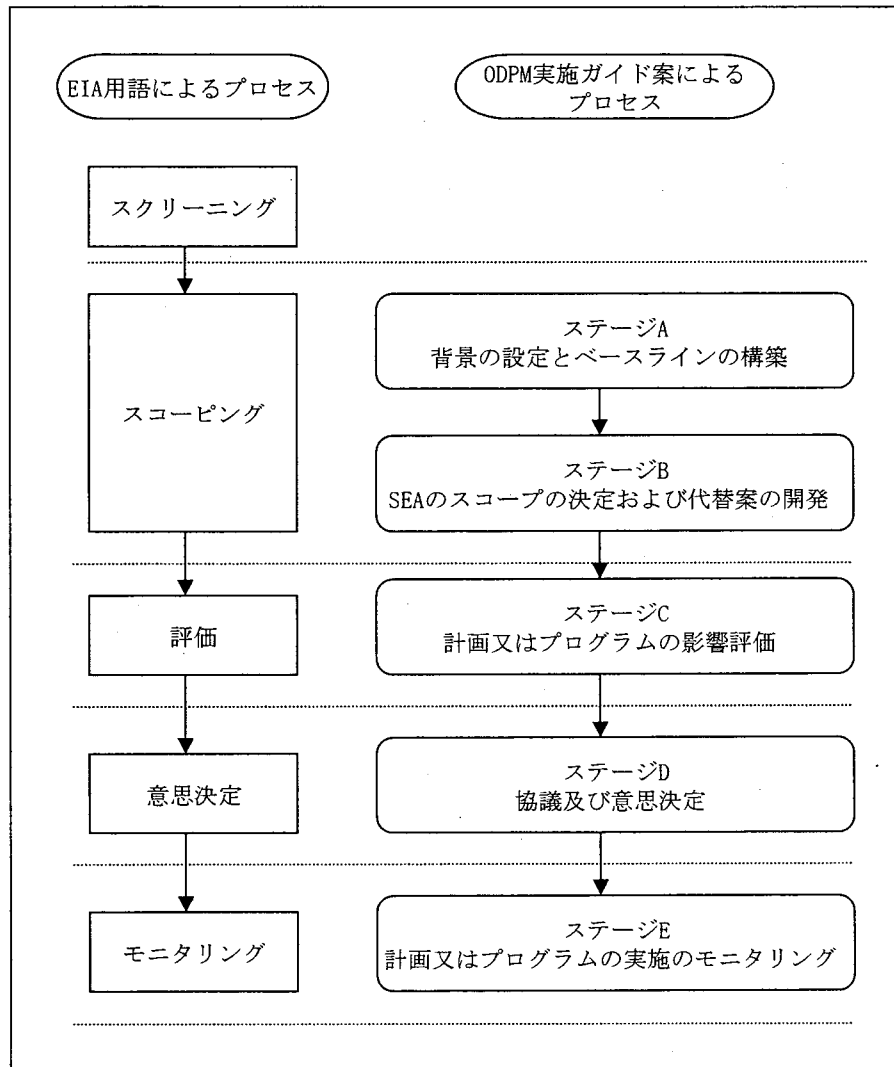 EIA用語によるプロセス
ODPM実施ガイド案による
プロセス
スクリーニング
スコーピング
ステージA
背景の設定とベースラインの構築
ステージB
SEAのスコープの決定および代替案の開発
評価
ステージC
計画又はプログラムの影響評価
意思決定
ステージD
協議及び意思決定
モニタリング
ステージE
計画又はプログラムの実施のモニタリング